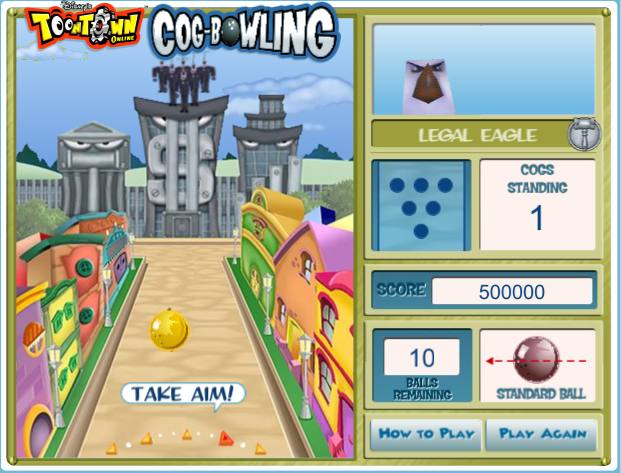 Disney's
TOONTOWN
ONLINE
COG-BOWLING
LEGAL EAGLE
COGS
STANDING
1
SCORE
500000
10
BALLS
REMAINING
STANDARD BALL
TAKE AIM!
HOW TO PLAY
PLAY AGAIN